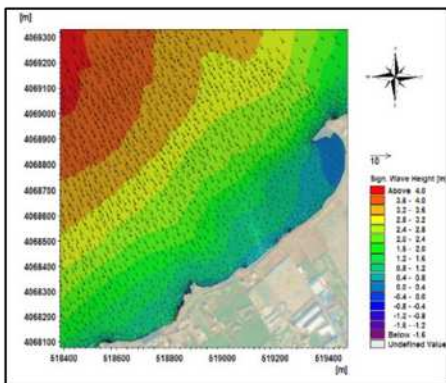 [m]
4069300
4069200
4069100
4069000
4068900
4068800
4068700
4068600
4068500
4068400
4068300
4068200
4068100
518400 518600 518800 519000 519200 519400
[m]
10
Sign. Wave Height [m]
Above 4.0
3.6 - 4.0
3.2 - 3.6
2.8 - 3.2
2.4 - 2.8
2.0 - 2.4
1.6 - 2.0
1.2 - 1.6
0.8 - 1.2
0.4 - 0.8
0.0 - 0.4
-0.4 - 0.0
-0.8 - -0.4
-1.2 - -0.8
-1.6 - -1.2
Below -1.6
Undefined Value